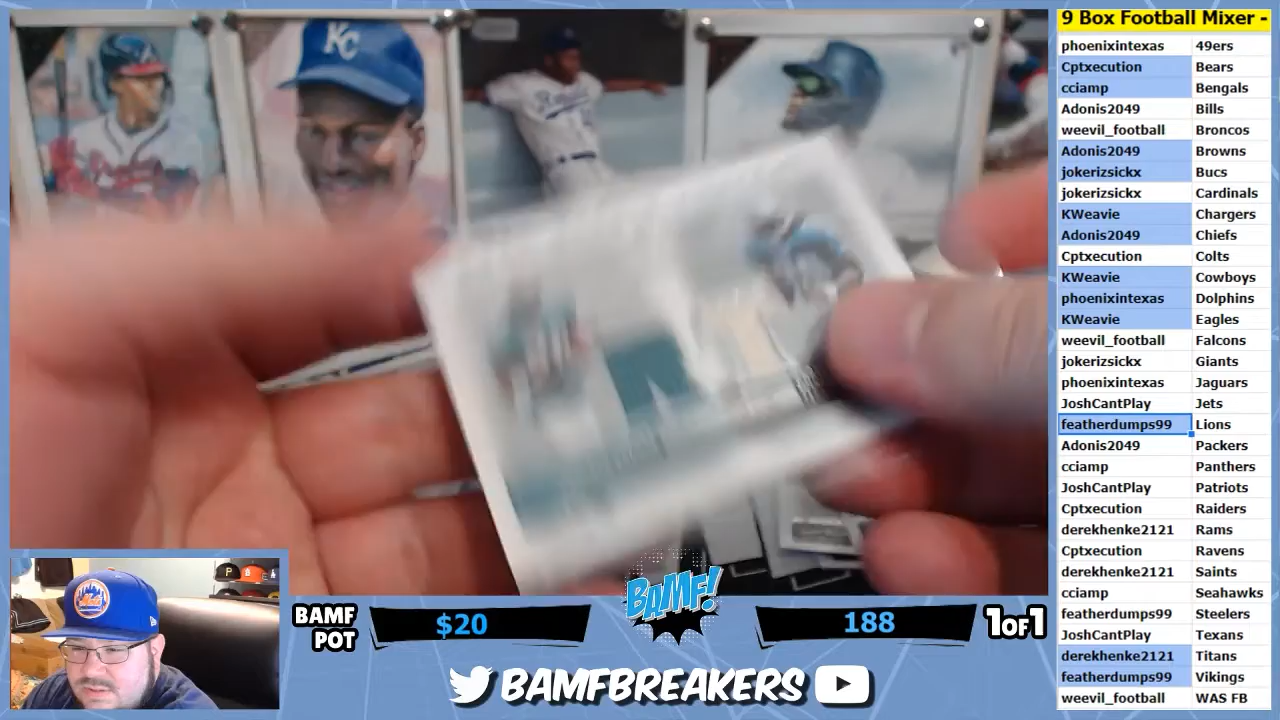 KC
9 Box Football Mixer -
phoenixintexas 49ers
Cptxecution Bears
cciamp Bengals
Adonis2049 Bills
weevil_football Broncos
Adonis2049 Browns
jokerizsickx Bucs
jokerizsickx Cardinals
KWeavie Chargers
Adonis2049 Chiefs
Cptxecution Colts
KWeavie Cowboys
phoenixintexas Dolphins
KWeavie Eagles
weevil_football Falcons
jokerizsickx Giants
phoenixintexas Jaguars
JoshCantPlay Jets
featherdumps99 Lions
Adonis2049 Packers
cciamp Panthers
JoshCantPlay Patriots
Cptxecution Raiders
derekhenke2121 Rams
Cptxecution Ravens
derekhenke2121 Saints
cciamp Seahawks
featherdumps99 Steelers
JoshCantPlay Texans
derekhenke2121 Titans
featherdumps99 Vikings
weevil_football WAS FB
BAMF POT
$20
BAMF!
188
1OF1
BAMFBREAKERS